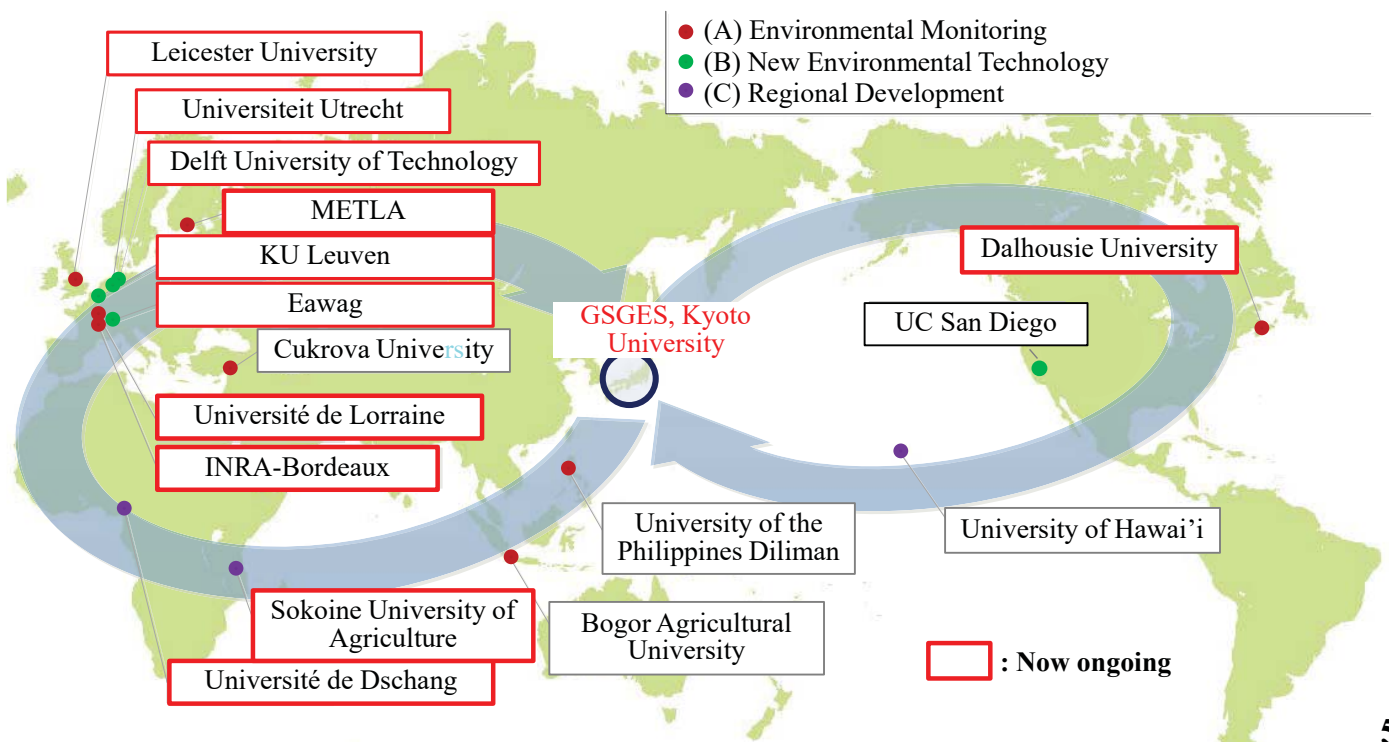 (A) Environmental Monitoring
(B) New Environmental Technology
(C) Regional Development
Leicester University
Universiteit Utrecht
Delft University of Technology
METLA
KU Leuven
Eawag
Cukrova University
Université de Lorraine
INRA-Bordeaux
Sokoine University of
Agriculture
Université de Dschang
GSGES, Kyoto
University
University of the
Philippines Diliman
Bogor Agricultural
University
Dalhousie University
UC San Diego
University of Hawai’i
: Now ongoing
5